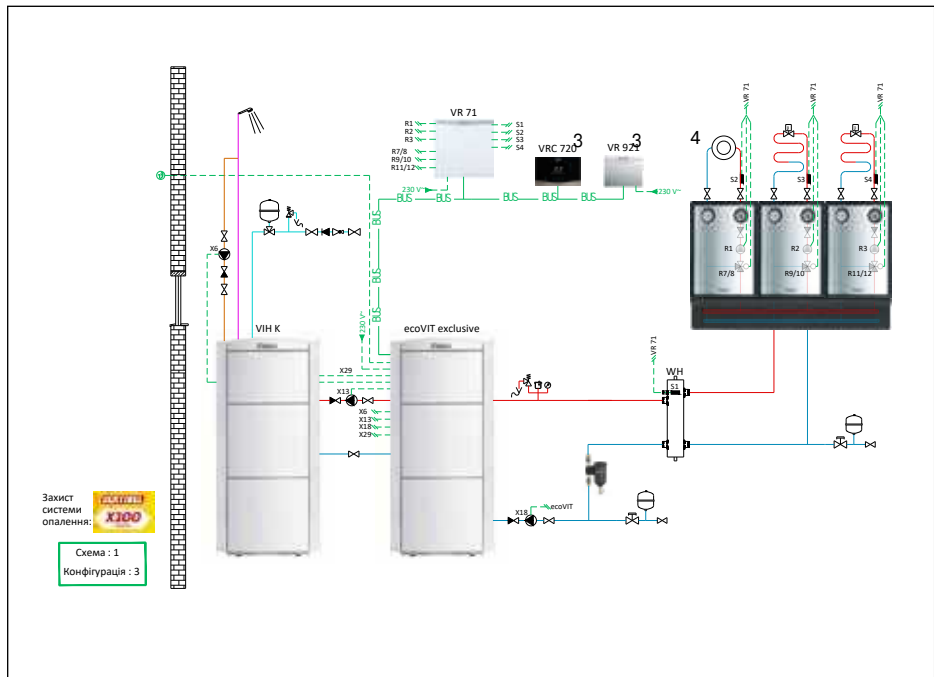 VR 71
R1
R2
R3
R7/8
R9/10
R11/12
S1
S2
S3
S4
230 V~
VRC 720
3
VR 921
3
230 V~
BUS
BUS
BUS
BUS
BUS
BUS
4
VR 71
VR 71
VR 71
S2
S3
S4
R1
R2
R3
R7/8
R9/10
R11/12
X6
230 V~
VIH K
ecoVIT exclusive
X29
X13
X6
X13
X18
X29
VR 71
WH
S1
X18
ecoVIT
Захист
системи
опалення:
X100
Схема : 1
Конфігурація : 3